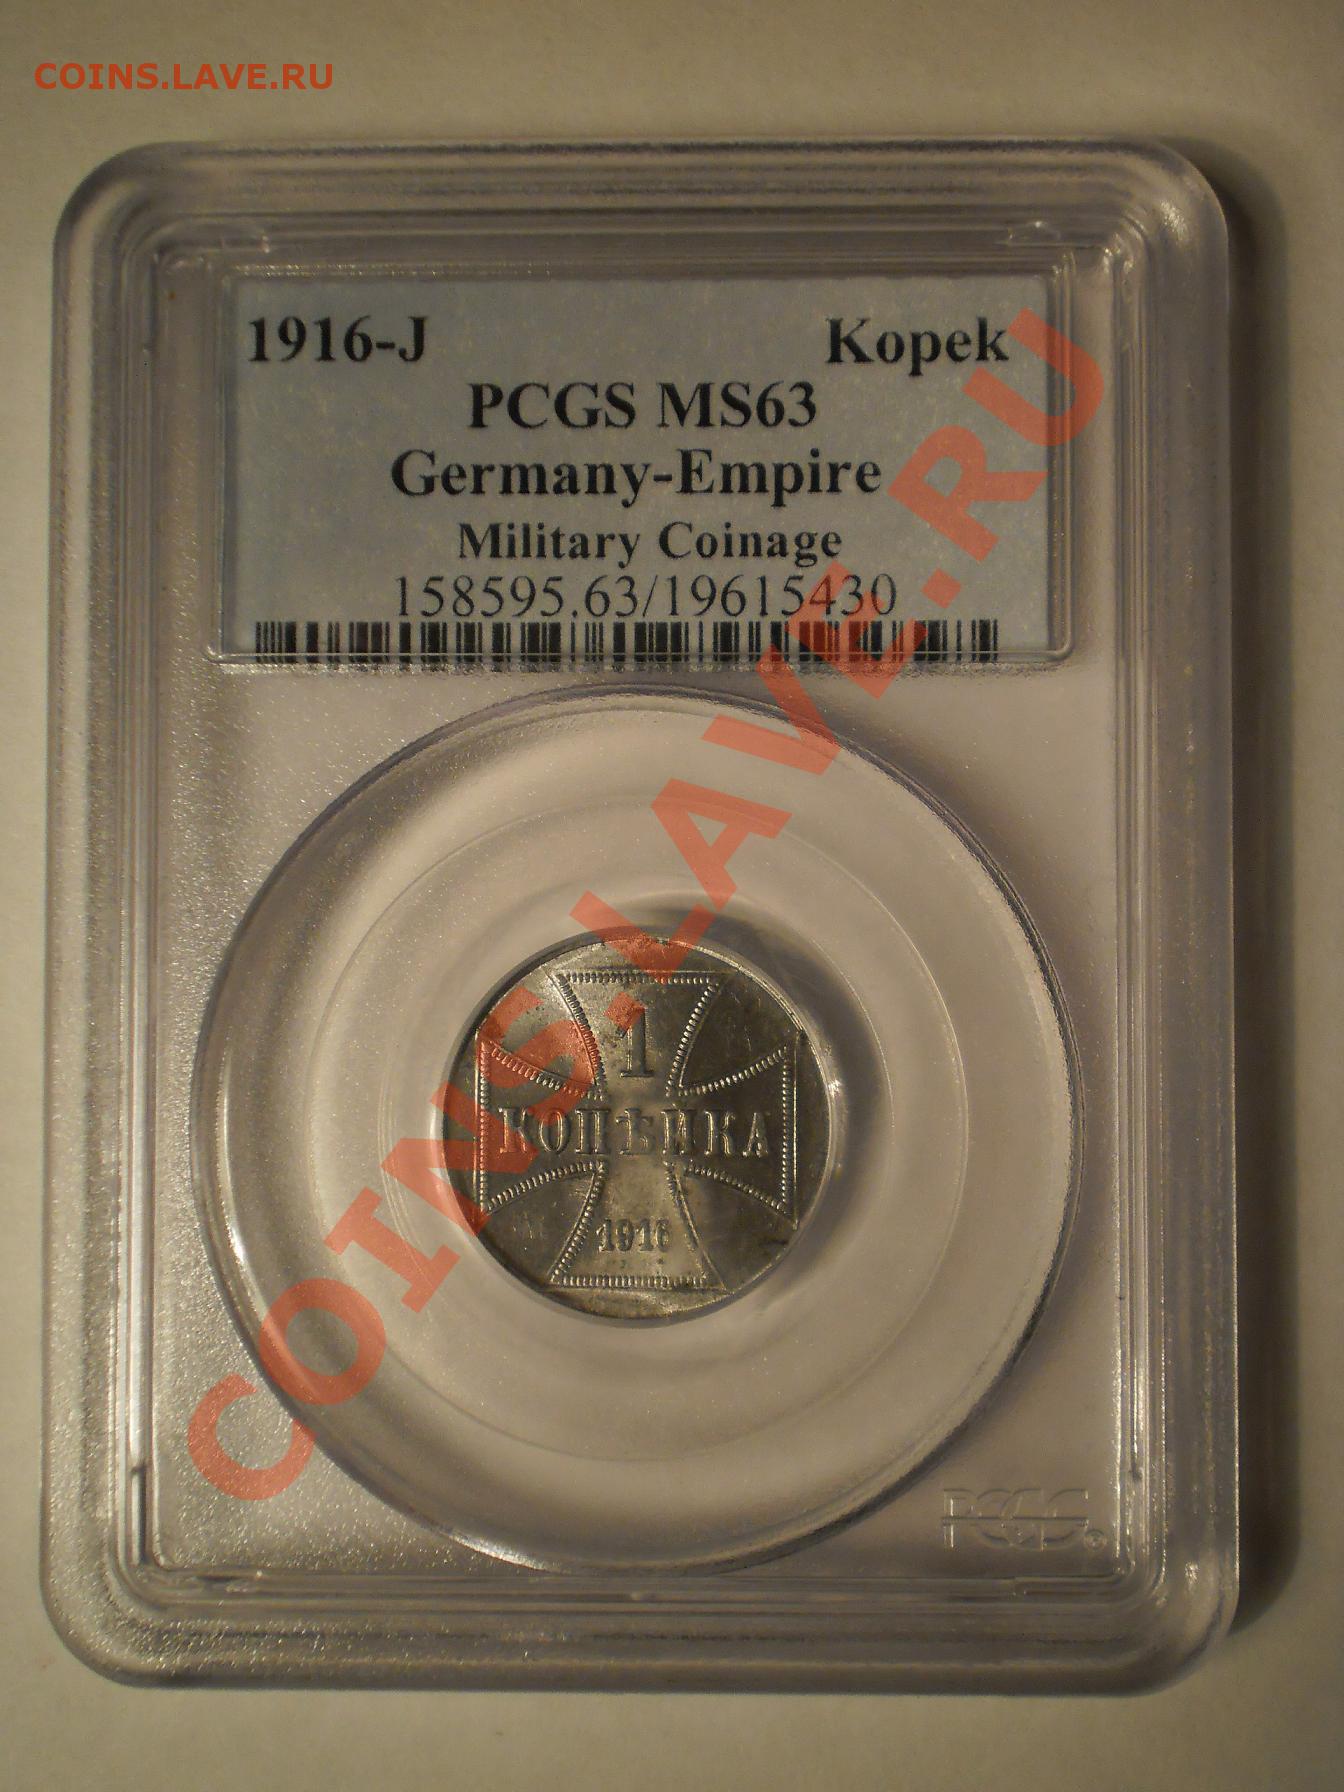 COINS.LAVE.RU
1916-J Kopek
PCGS MS63
Germany-Empire
Military Coinage
158595.63/19615430
COINS.LAVE.RU
1
КОПѢЙКА
1916
J
PCGS®